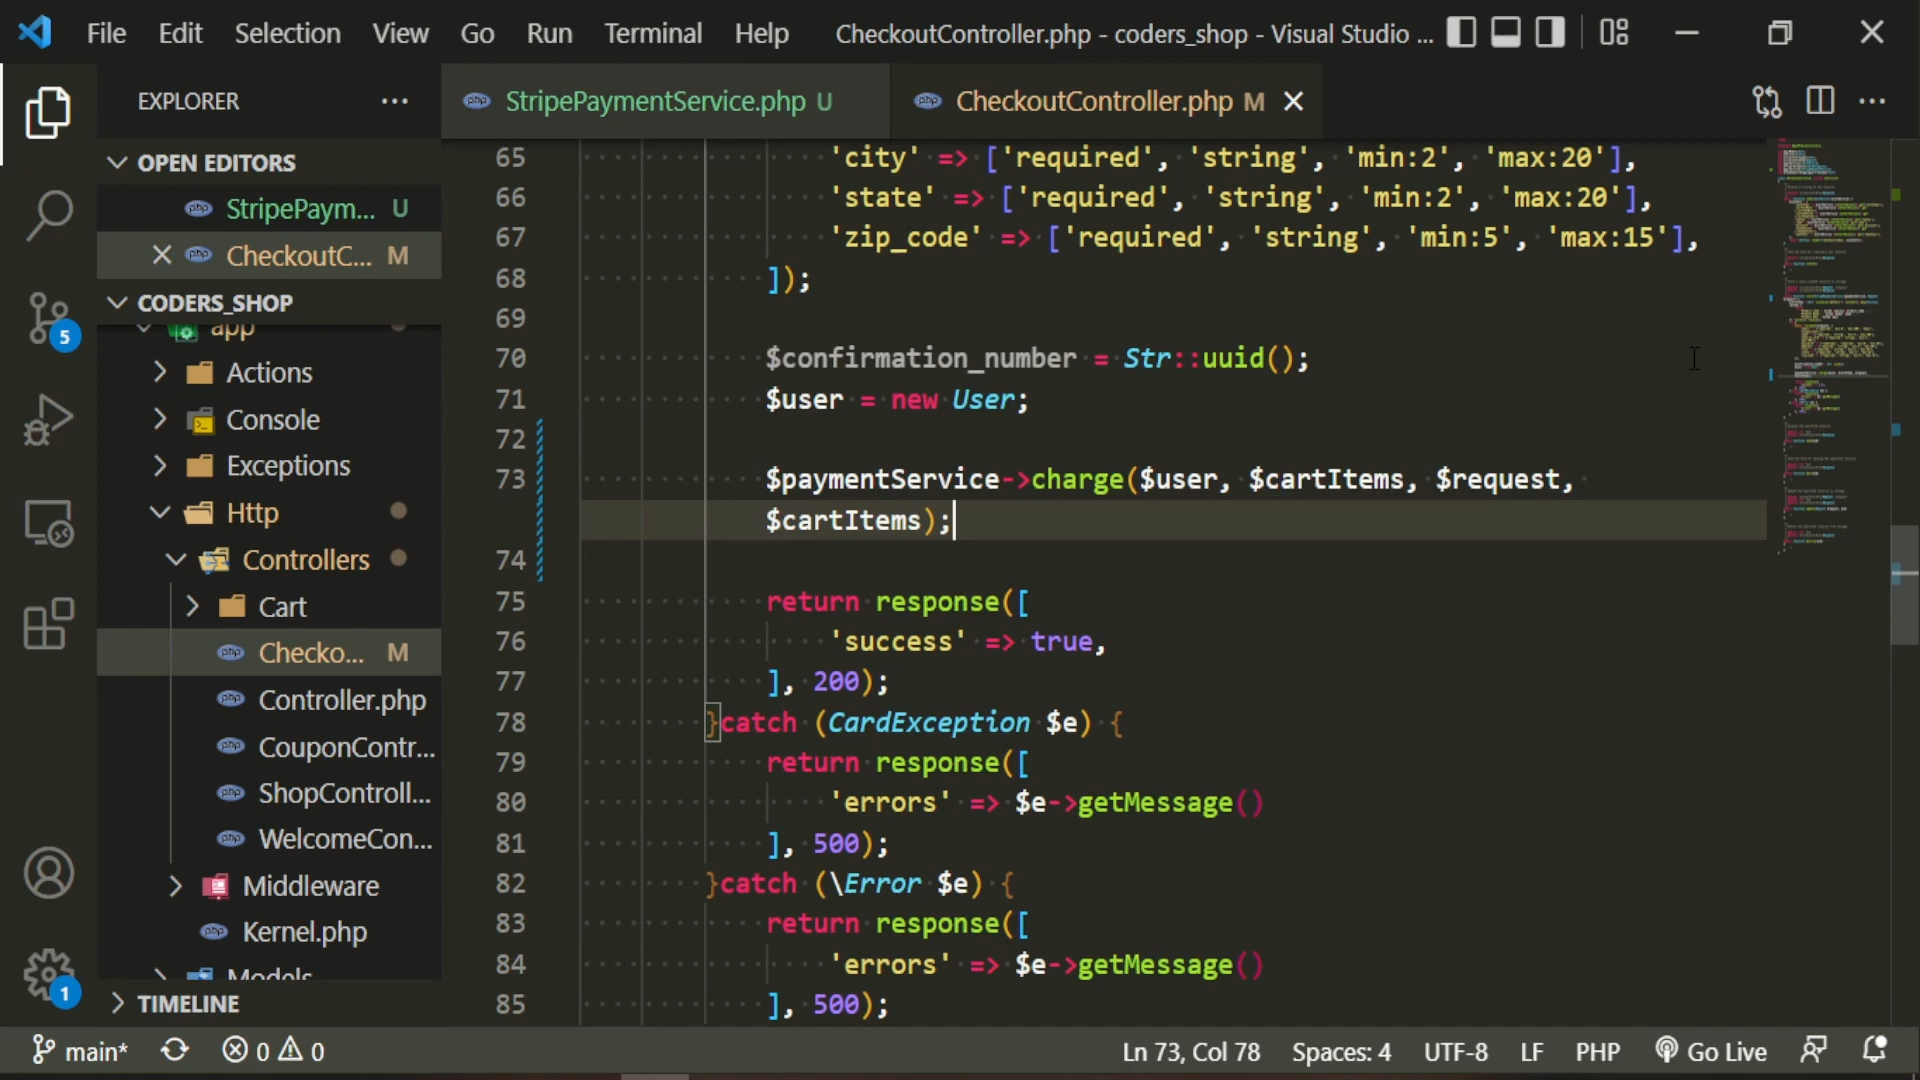 File Edit Selection View Go Run Terminal Help CheckoutController.php - coders_shop - Visual Studio ...
EXPLORER
StripePaymentService.php U
CheckoutController.php M
OPEN EDITORS
StripePaym... U
CheckoutC... M
CODERS_SHOP
app
Actions
Console
Exceptions
Http
Controllers
Cart
Checko... M
Controller.php
CouponContr...
ShopControll...
WelcomeCon...
Middleware
Kernel.php
Models
TIMELINE
5
1
65 'city' => ['required', 'string', 'min:2', 'max:20'],
66 'state' => ['required', 'string', 'min:2', 'max:20'],
67 'zip_code' => ['required', 'string', 'min:5', 'max:15'],
68 ]);
69
70 $confirmation_number = Str::uuid();
71 $user = new User;
72
73 $paymentService->charge($user, $cartItems, $request,
$cartItems);
74
75 return response([
76 'success' => true,
77 ], 200);
78 }catch (CardException $e) {
79 return response([
80 'errors' => $e->getMessage()
81 ], 500);
82 }catch (\Error $e) {
83 return response([
84 'errors' => $e->getMessage()
85 ], 500);
main* 0 0 Ln 73, Col 78 Spaces: 4 UTF-8 LF PHP Go Live